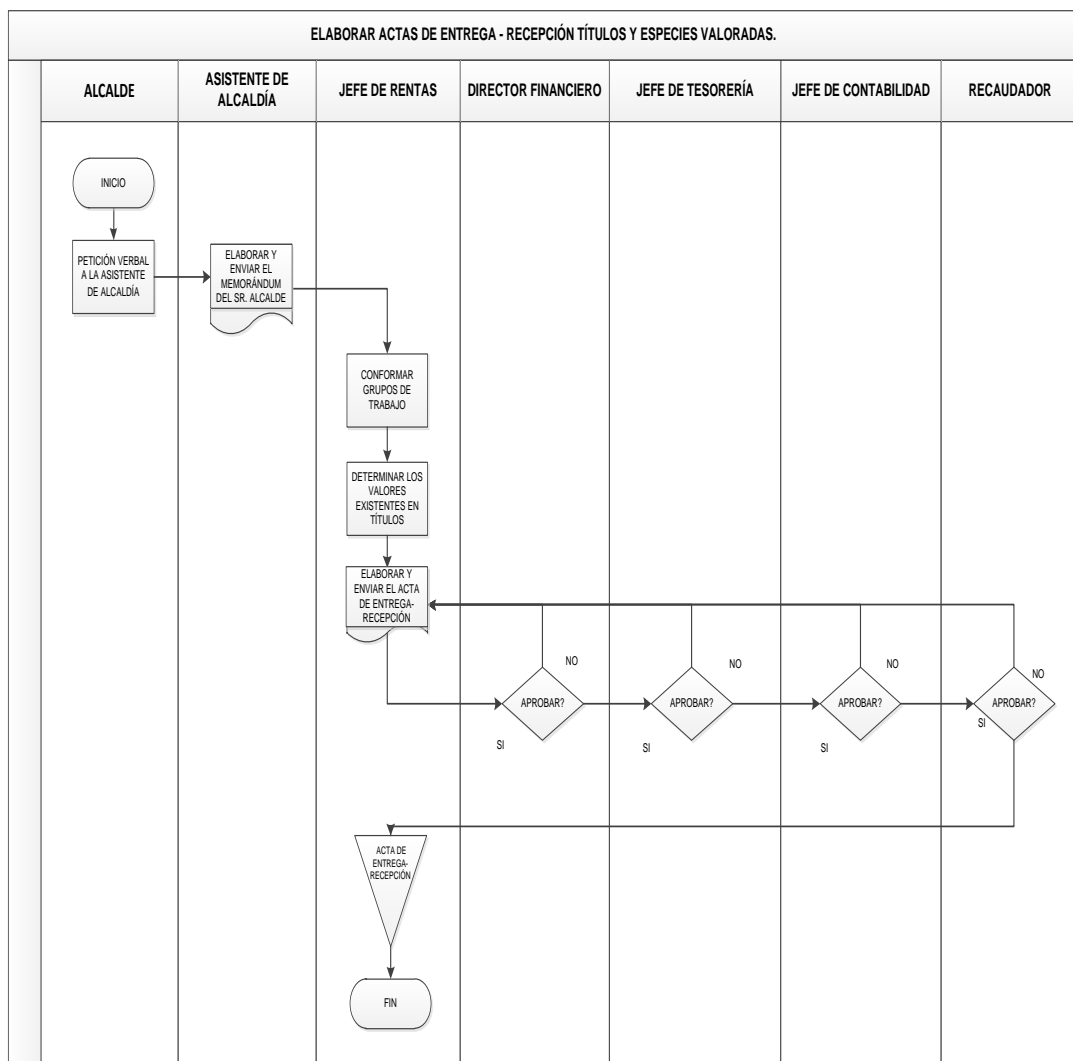 ELABORAR ACTAS DE ENTREGA - RECEPCIÓN TÍTULOS Y ESPECIES VALORADAS.
ALCALDE
ASISTENTE DE
ALCALDÍA
JEFE DE RENTAS
DIRECTOR FINANCIERO
JEFE DE TESORERÍA
JEFE DE CONTABILIDAD
RECAUDADOR
INICIO
PETICIÓN VERBAL
A LA ASISTENTE
DE ALCALDÍA
ELABORAR Y
ENVIAR EL
MEMORÁNDUM
DEL SR. ALCALDE
CONFORMAR
GRUPOS DE
TRABAJO
DETERMINAR LOS
VALORES
EXISTENTES EN
TÍTULOS
ELABORAR Y
ENVIAR EL ACTA
DE ENTREGA-
RECEPCIÓN
NO
NO
NO
NO
APROBAR?
APROBAR?
APROBAR?
APROBAR?
SI
SI
SI
SI
ACTA DE
ENTREGA-
RECEPCIÓN
FIN